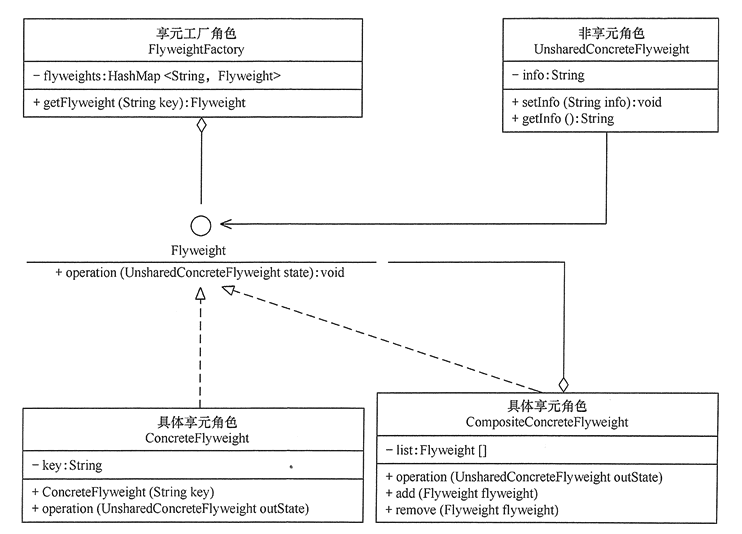 享元工厂角色
FlyweightFactory
− flyweights:HashMap <String, Flyweight>
+ getFlyweight (String key):Flyweight
非享元角色
UnsharedConcreteFlyweight
− info:String
+ setInfo (String info):void
+ getInfo ():String
Flyweight
+ operation (UnsharedConcreteFlyweight state):void
具体享元角色
ConcreteFlyweight
− key:String
+ ConcreteFlyweight (String key)
+ operation (UnsharedConcreteFlyweight outState)
具体享元角色
CompositeConcreteFlyweight
− list:Flyweight []
+ operation (UnsharedConcreteFlyweight outState)
+ add (Flyweight flyweight)
+ remove (Flyweight flyweight)